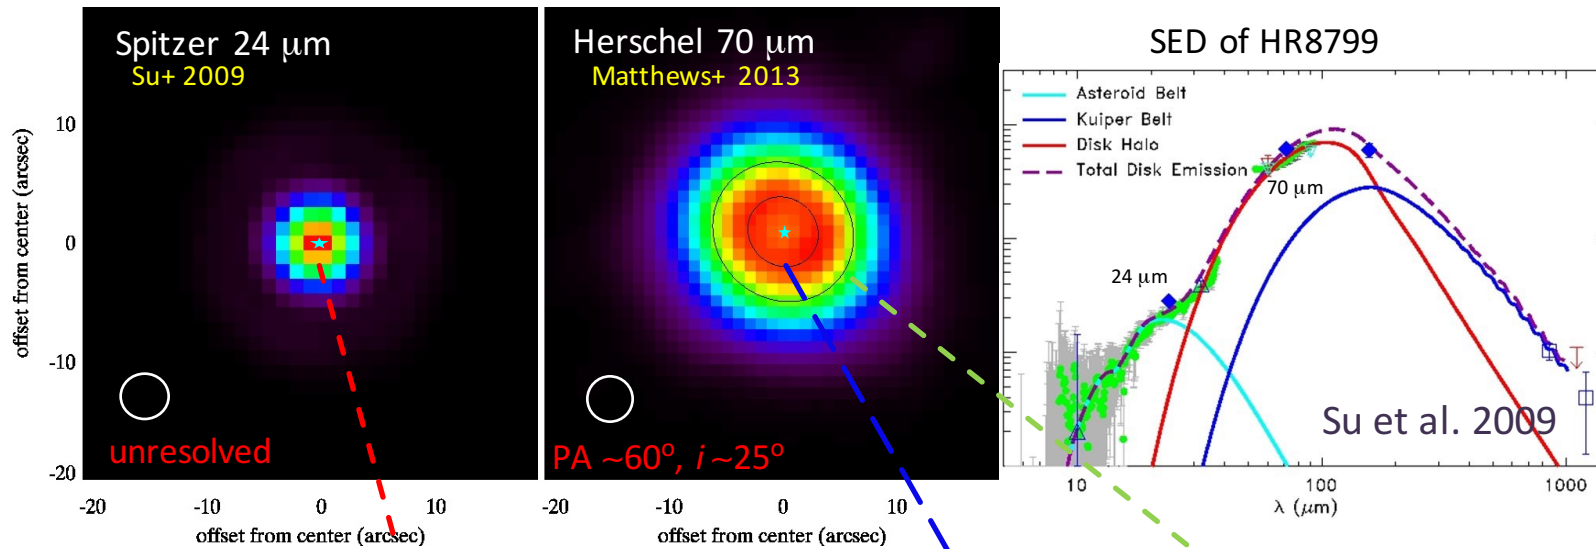 Spitzer 24 μm
Su+ 2009
10
0
-10
-20
offset from center (arcsec)
unresolved
-20
-10
0
10
offset from center (arcsec)
Herschel 70 μm
Matthews+ 2013
PA ~60°, i ~25°
-20
-10
0
10
offset from center (arcsec)
SED of HR8799
Asteroid Belt
Kuiper Belt
Disk Halo
Total Disk Emission
70 μm
24 μm
Su et al. 2009
10
100
1000
λ (μm)